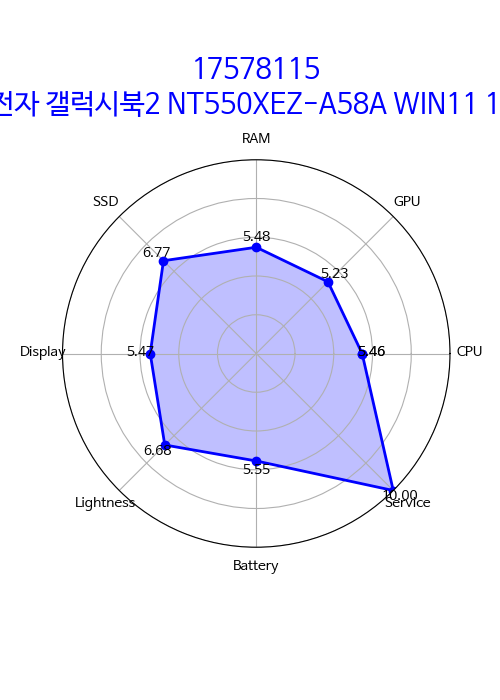 17578115
전자 갤럭시북2 NT550XEZ-A58A WIN11 1
RAM
SSD
GPU
5.48
6.77
5.23
Display
5.47
5.46
CPU
6.68
5.55
10.00
Lightness
Service
Battery